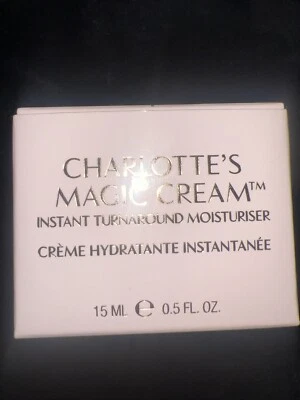 CHARLOTTE'S
MAGIC CREAM™
INSTANT TURNAROUND MOISTURISER
CRÈME HYDRATANTE INSTANTANÉE
15 ML ℮ 0.5 FL. OZ.